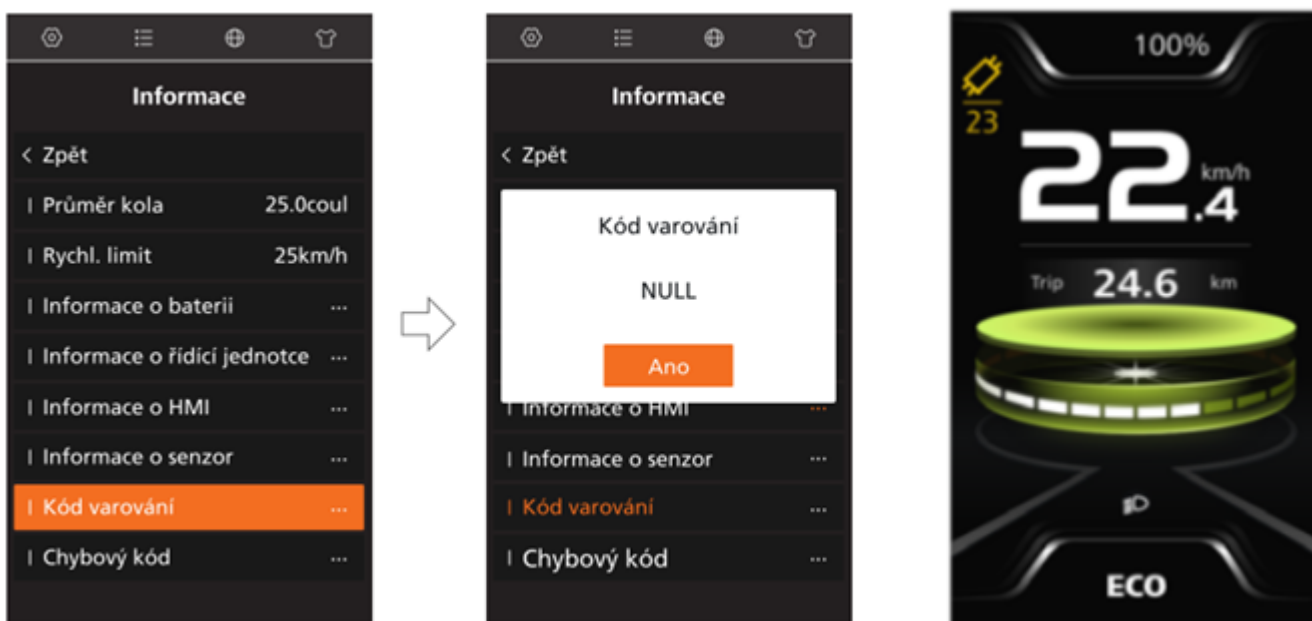 Informace
< Zpět
I Průměr kola 25.0coul
I Rychl. limit 25km/h
I Informace o baterii ...
I Informace o řídící jednotce ...
I Informace o HMI ...
I Informace o senzor ...
I Kód varování ...
I Chybový kód ...
Informace
< Zpět
Kód varování
NULL
Ano
I Informace o HMI ...
I Informace o senzor ...
I Kód varování ...
I Chybový kód ...
100%
23
22.4 km/h
Trip 24.6 km
ECO